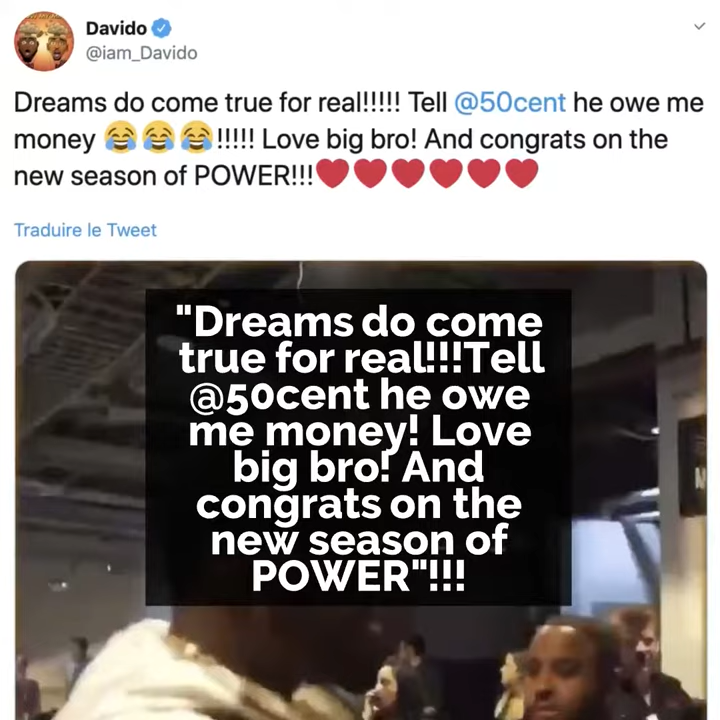 Davido
@iam_Davido
Dreams do come true for real!!!!! Tell @50cent he owe me
money 😂😂😂!!!!! Love big bro! And congrats on the
new season of POWER!!!❤️❤️❤️❤️❤️❤️
Traduire le Tweet
"Dreams do come
true for real!!!Tell
@50cent he owe
me money! Love
big bro! And
congrats on the
new season of
POWER"!!!